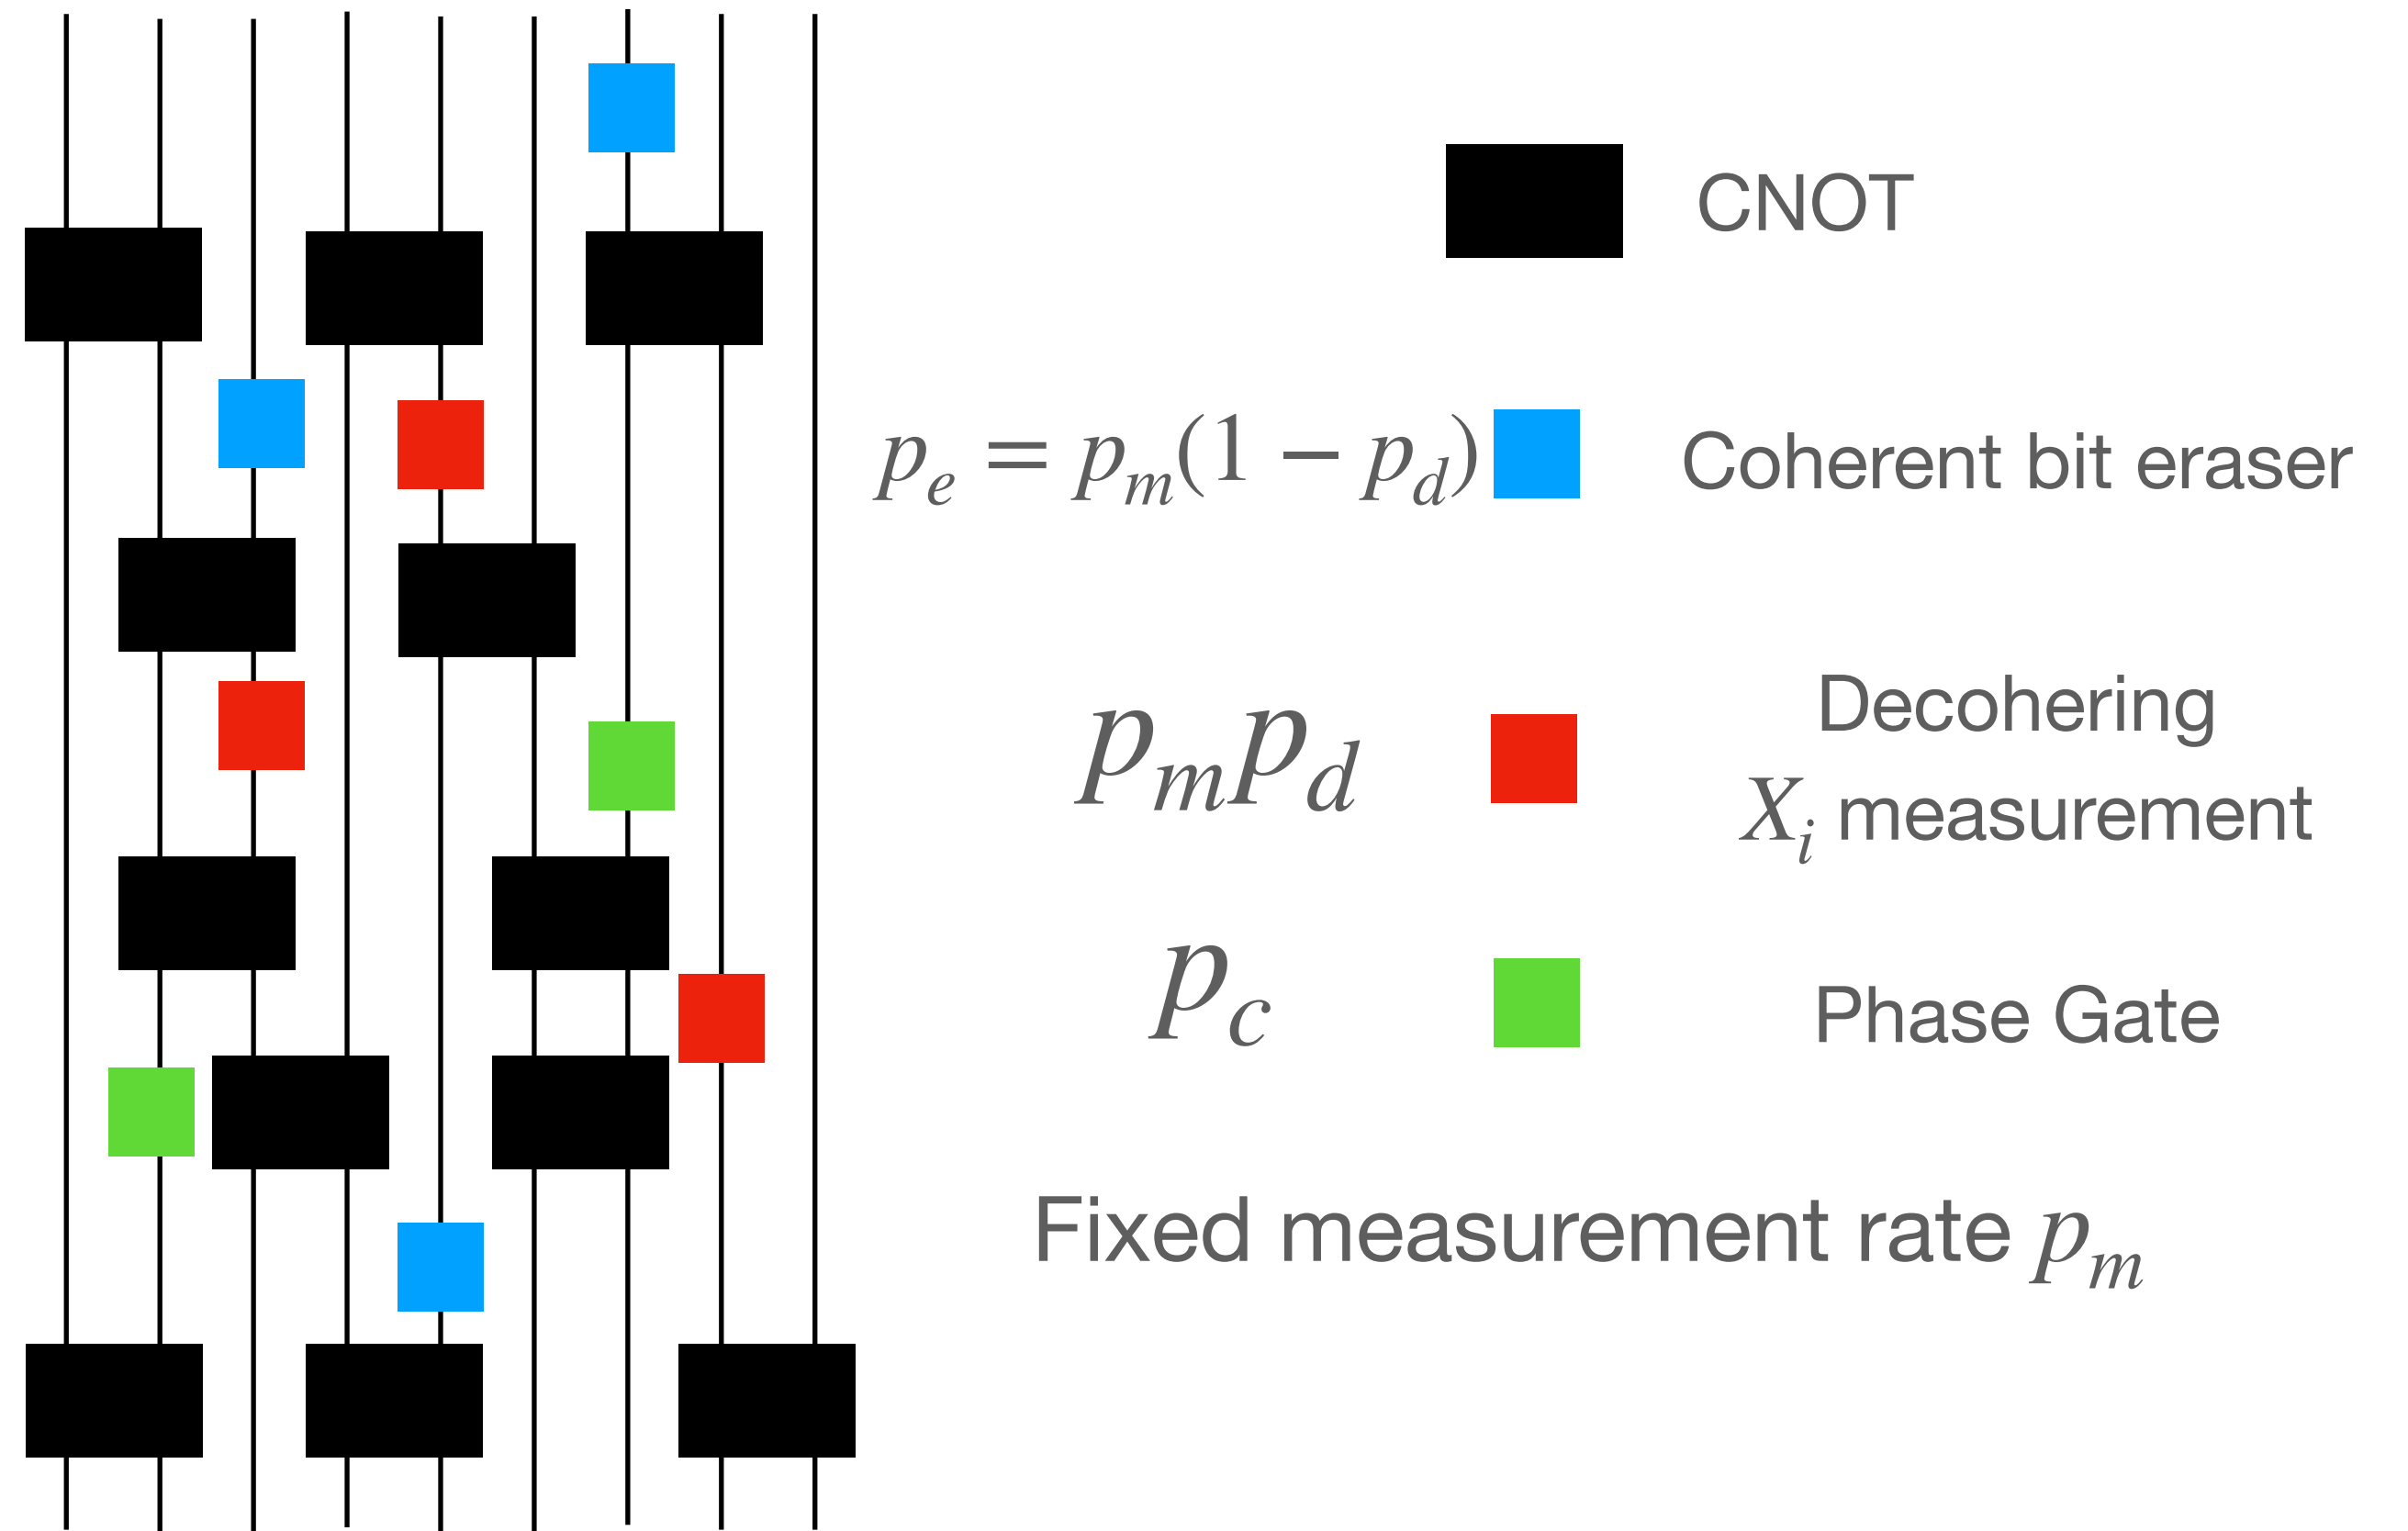 CNOT
p_e = p_m(1 − p_d) Coherent bit eraser
p_m p_d Decohering
X_i measurement
p_c Phase Gate
Fixed measurement rate p_m